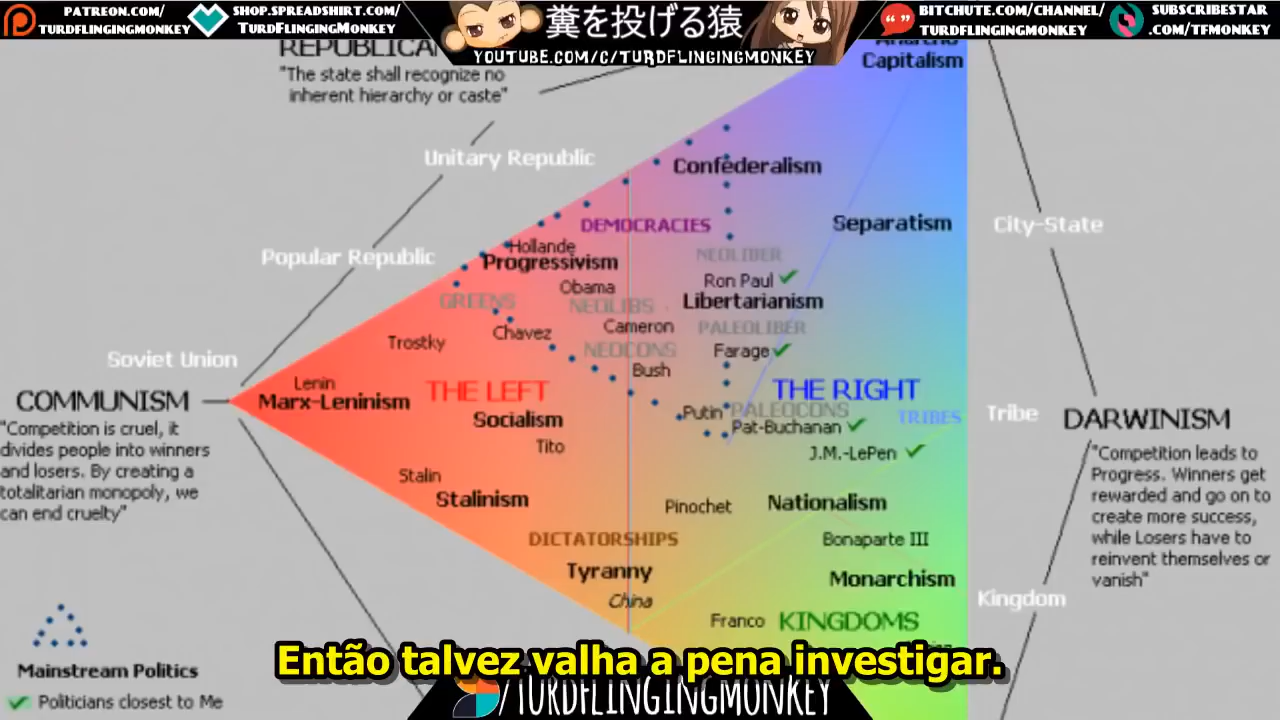 PATREON.COM/
TURDFLINGINGMONKEY
SHOP.SPREADSHIRT.COM/
TURDFLINGINGMONKEY
糞を投げる猿
YOUTUBE.COM/C/TURDFLINGINGMONKEY
BITCHUTE.COM/CHANNEL/
TURDFLINGINGMONKEY
SUBSCRIBESTAR
.COM/TFMONKEY
"The state shall recognize no
inherent hierarchy or caste"
Capitalism
Unitary Republic
Confederalism
DEMOCRACIES
Separatism
City-State
Hollande
Popular Republic
Progressivism
NEOLIBER
Ron Paul
Obama
GREENS
NEOLIBS
Libertarianism
Chavez
Cameron
PALEOLIBER
Trostky
NEOCONS
Farage
Soviet Union
Bush
Lenin
THE LEFT
THE RIGHT
COMMUNISM
Marx-Leninism
Putin
PALEOCONS
TRIBES
Tribe
DARWINISM
Socialism
Pat-Buchanan
"Competition is cruel, it
divides people into winners
and losers. By creating a
totalitarian monopoly, we
can end cruelty"
Tito
J.M.-LePen
"Competition leads to
Progress. Winners get
rewarded and go on to
create more success,
while Losers have to
reinvent themselves or
vanish"
Stalin
Stalinism
Pinochet
Nationalism
DICTATORSHIPS
Bonaparte III
Tyranny
Monarchism
China
Kingdom
Franco
KINGDOMS
Mainstream Politics
Politicians closest to Me
Então talvez valha a pena investigar.
/TURDFLINGINGMONKEY